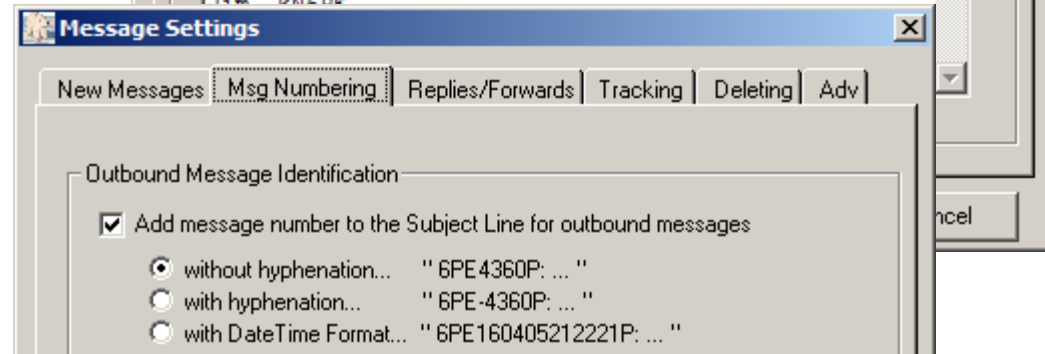 Message Settings
New Messages Msg Numbering Replies/Forwards Tracking Deleting Adv
Outbound Message Identification
Add message number to the Subject Line for outbound messages
without hyphenation... " 6PE4360P: ... "
with hyphenation... " 6PE-4360P: ... "
with DateTime Format... " 6PE160405212221P: ... "
ncel